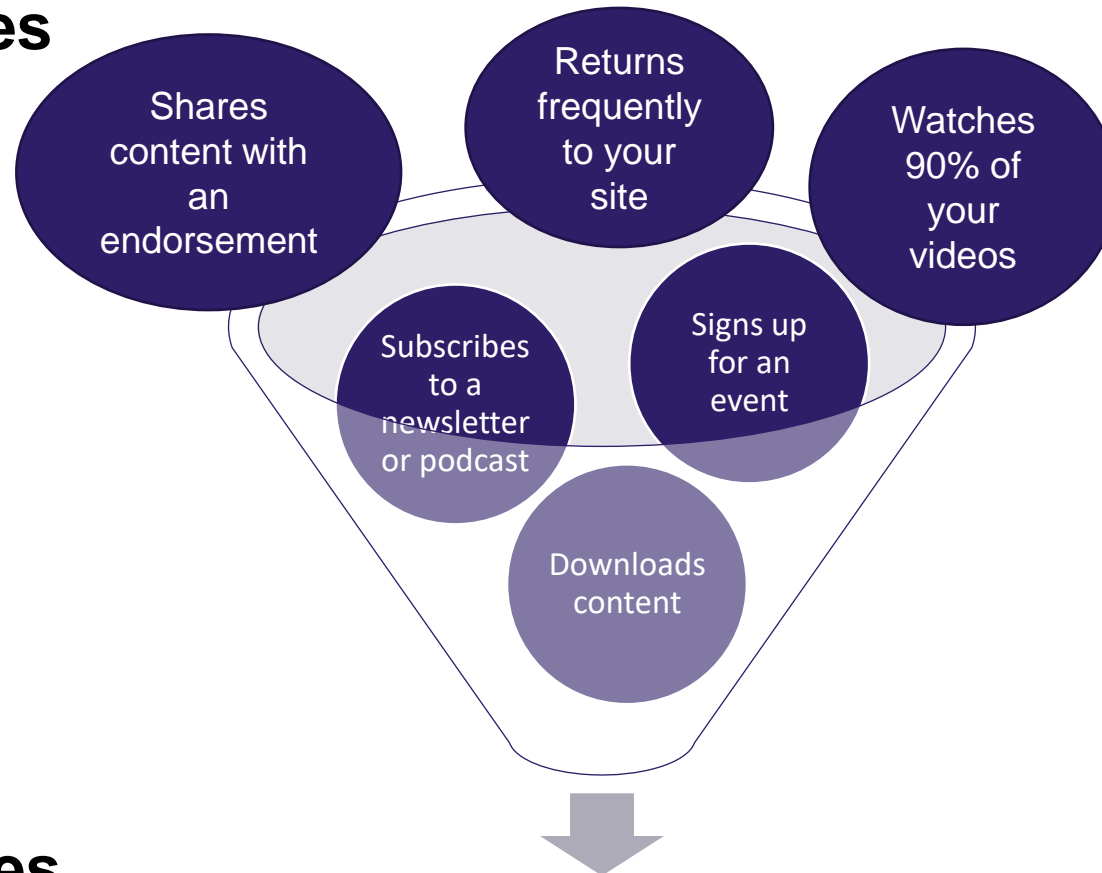 es
Shares
content with
an
endorsement
Returns
frequently
to your
site
Watches
90% of
your
videos
Subscribes
to a
newsletter
or podcast
Signs up
for an
event
Downloads
content
es